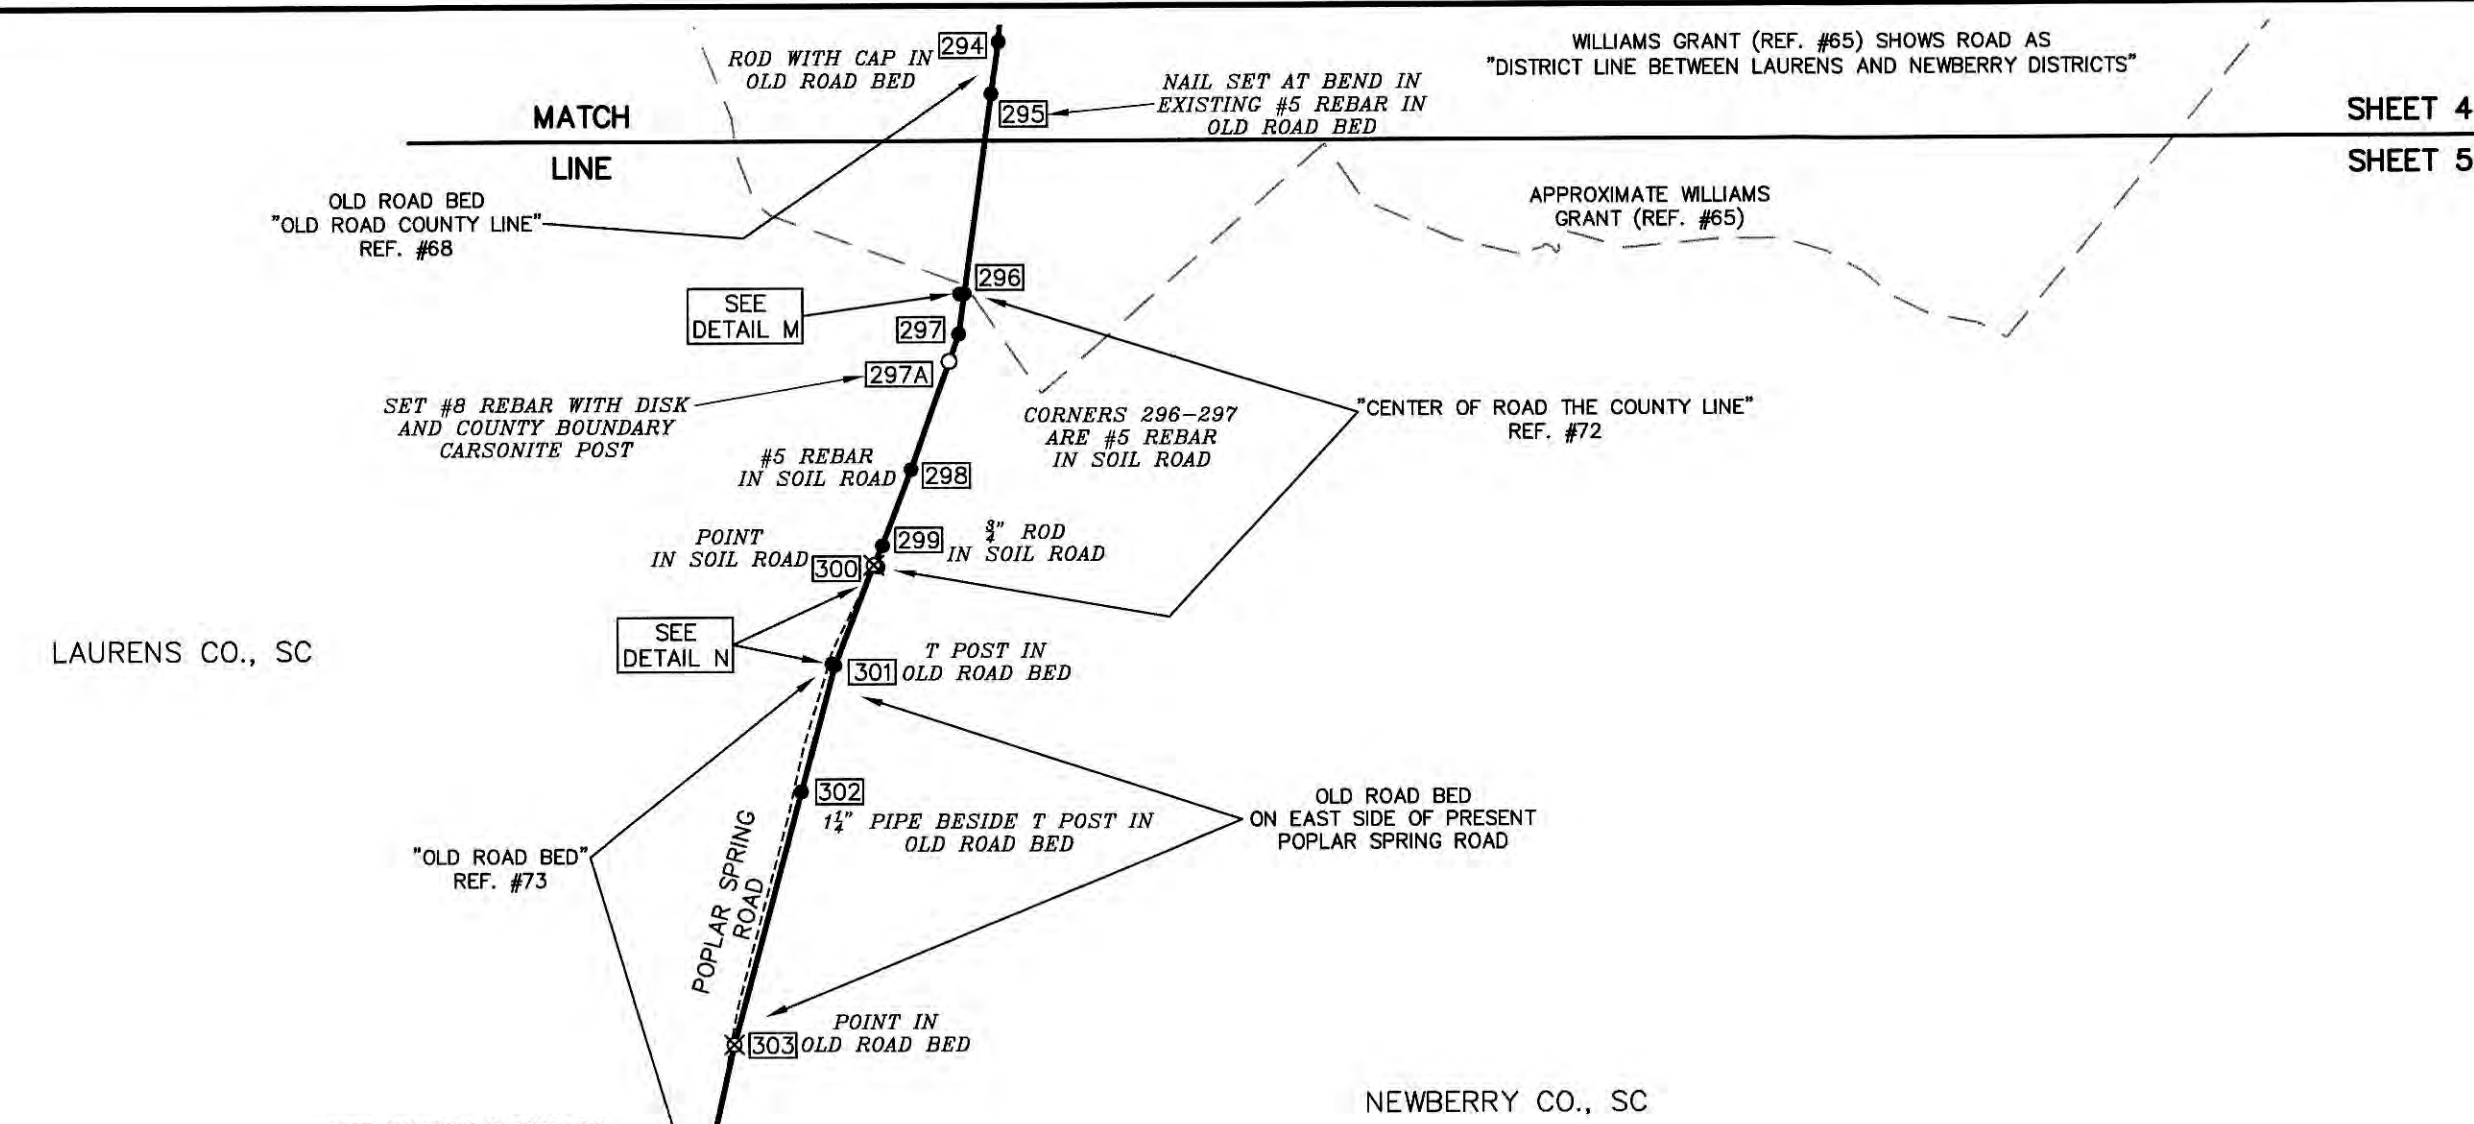 ROD WITH CAP IN
OLD ROAD BED
294
WILLIAMS GRANT (REF. #65) SHOWS ROAD AS
"DISTRICT LINE BETWEEN LAURENS AND NEWBERRY DISTRICTS"
NAIL SET AT BEND IN
EXISTING #5 REBAR IN
OLD ROAD BED
295
MATCH
LINE
SHEET 4
SHEET 5
OLD ROAD BED
"OLD ROAD COUNTY LINE"
REF. #68
APPROXIMATE WILLIAMS
GRANT (REF. #65)
296
SEE
DETAIL M
297
297A
SET #8 REBAR WITH DISK
AND COUNTY BOUNDARY
CARSONITE POST
CORNERS 296-297
ARE #5 REBAR
IN SOIL ROAD
"CENTER OF ROAD THE COUNTY LINE"
REF. #72
#5 REBAR
IN SOIL ROAD
298
299
3/4" ROD
IN SOIL ROAD
POINT
IN SOIL ROAD
300
SEE
DETAIL N
LAURENS CO., SC
301
T POST IN
OLD ROAD BED
302
1 1/4" PIPE BESIDE T POST IN
OLD ROAD BED
OLD ROAD BED
ON EAST SIDE OF PRESENT
POPLAR SPRING ROAD
"OLD ROAD BED"
REF. #73
POPLAR SPRING
ROAD
303
POINT IN
OLD ROAD BED
NEWBERRY CO., SC